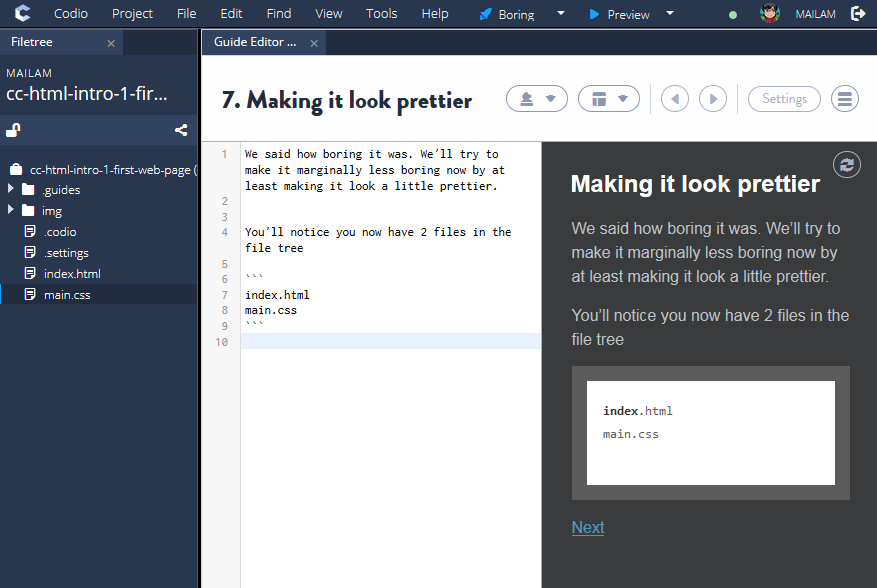 Codio Project File Edit Find View Tools Help Boring Preview MAILAM
Filetree ×
MAILAM
cc-html-intro-1-fir...
cc-html-intro-1-first-web-page (
.guides
img
.codio
.settings
index.html
main.css
Guide Editor ... ×
7. Making it look prettier
Settings
1 We said how boring it was. We'll try to
make it marginally less boring now by at
least making it look a little prettier.
2
3
4 You'll notice you now have 2 files in the
file tree
5
6 ```
7 index.html
8 main.css
9 ```
10
Making it look prettier
We said how boring it was. We'll try to
make it marginally less boring now by
at least making it look a little prettier.
You'll notice you now have 2 files in the
file tree
index.html
main.css
Next